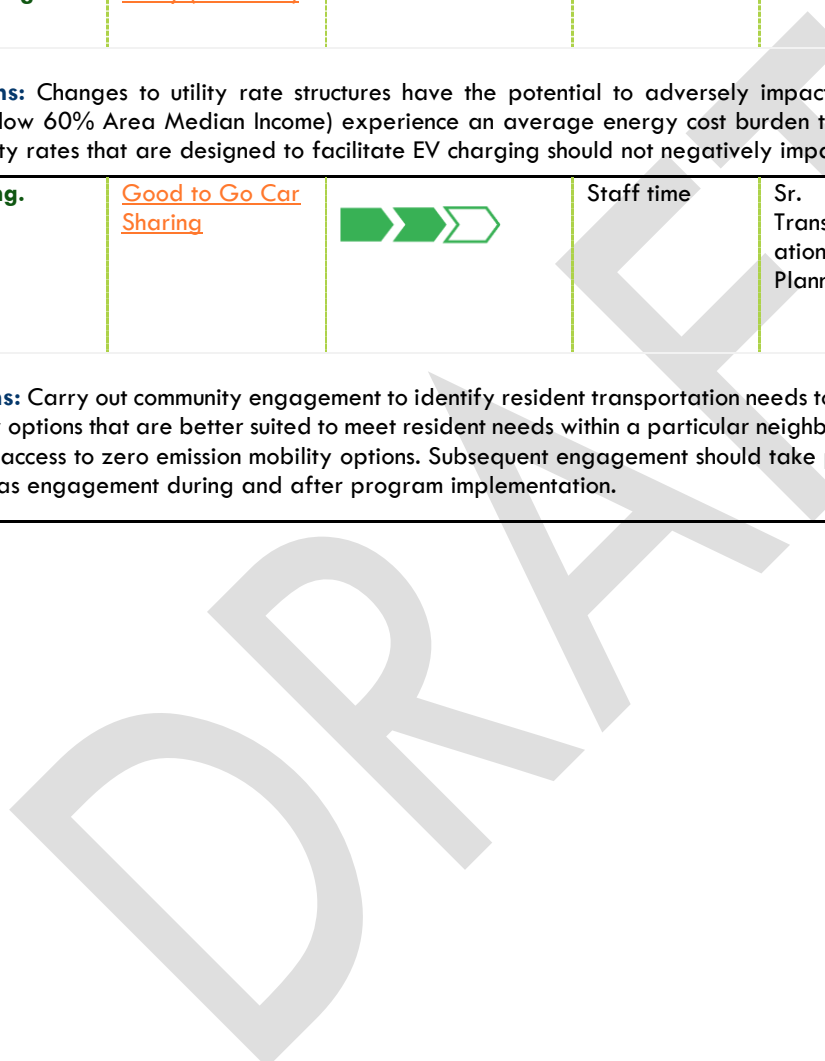 ns: Changes to utility rate structures have the potential to adversely impact
low 60% Area Median Income) experience an average energy cost burden t
ty rates that are designed to facilitate EV charging should not negatively impa
ng.
Good to Go Car
Sharing
Staff time
Sr.
Trans
ation
Plann
ns: Carry out community engagement to identify resident transportation needs to
options that are better suited to meet resident needs within a particular neighb
access to zero emission mobility options. Subsequent engagement should take p
as engagement during and after program implementation.
DRAFT